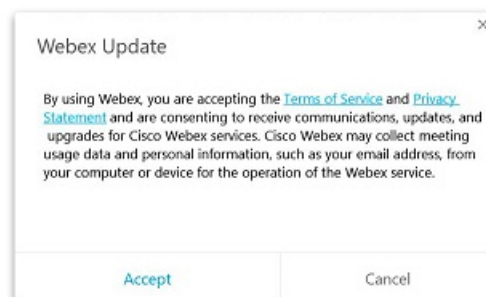 Webex Update
By using Webex, you are accepting the Terms of Service and Privacy
Statement and are consenting to receive communications, updates, and
upgrades for Cisco Webex services. Cisco Webex may collect meeting
usage data and personal information, such as your email address, from
your computer or device for the operation of the Webex service.
Accept
Cancel